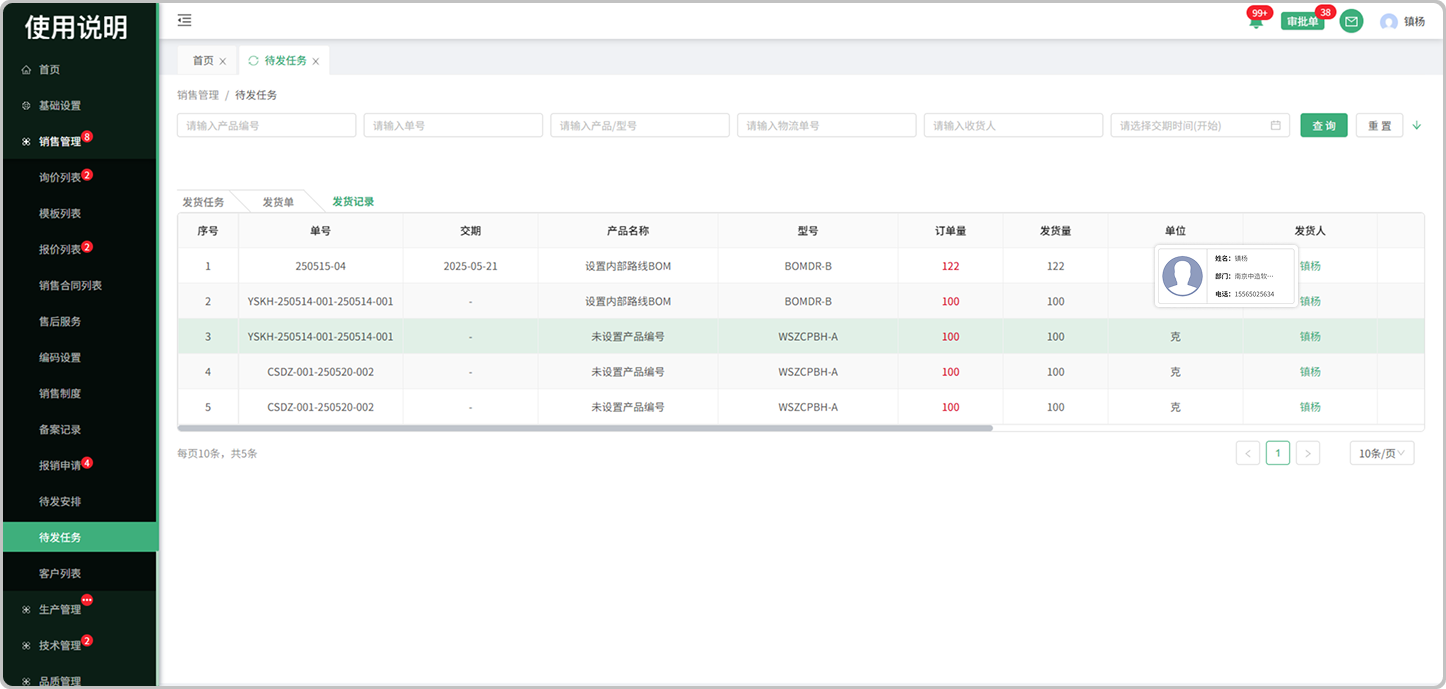 使用说明
首页
基础设置
销售管理 8
询价列表 2
模板列表
报价列表 2
销售合同列表
售后服务
编码设置
销售制度
备案记录
报销申请 4
待发安排
待发任务
客户列表
生产管理 •••
技术管理 2
品质管理
99+ 审批单 38 镇杨
首页 × 待发任务 ×
销售管理 / 待发任务
请输入产品编号 请输入单号 请输入产品/型号 请输入物流单号 请输入收货人 请选择交期时间(开始) 查 询 重 置
发货任务 发货单 发货记录
序号 单号 交期 产品名称 型号 订单量 发货量 单位 发货人
1 250515-04 2025-05-21 设置内部路线BOM BOMDR-B 122 122 镇杨
2 YSKH-250514-001-250514-001 - 设置内部路线BOM BOMDR-B 100 100 镇杨
3 YSKH-250514-001-250514-001 - 未设置产品编号 WSZCPBH-A 100 100 克 镇杨
4 CSDZ-001-250520-002 - 未设置产品编号 WSZCPBH-A 100 100 克 镇杨
5 CSDZ-001-250520-002 - 未设置产品编号 WSZCPBH-A 100 100 克 镇杨
姓名：镇杨
部门：南京中造软···
电话：15565025634
每页10条，共5条
< 1 > 10条/页